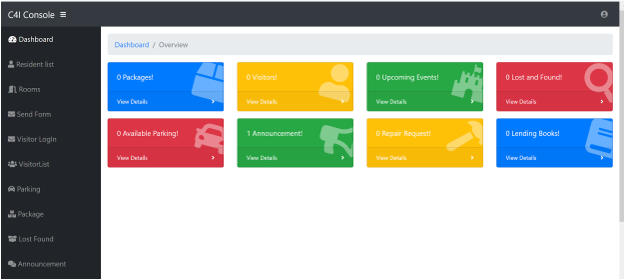 C4I Console
Dashboard
Resident list
Rooms
Send Form
Visitor LogIn
VisitorList
Parking
Package
Lost Found
Announcement
Dashboard / Overview
0 Packages!
View Details
0 Visitors!
View Details
0 Upcoming Events!
View Details
0 Lost and Found!
View Details
0 Available Parking!
View Details
1 Announcement!
View Details
0 Repair Request!
View Details
0 Lending Books!
View Details